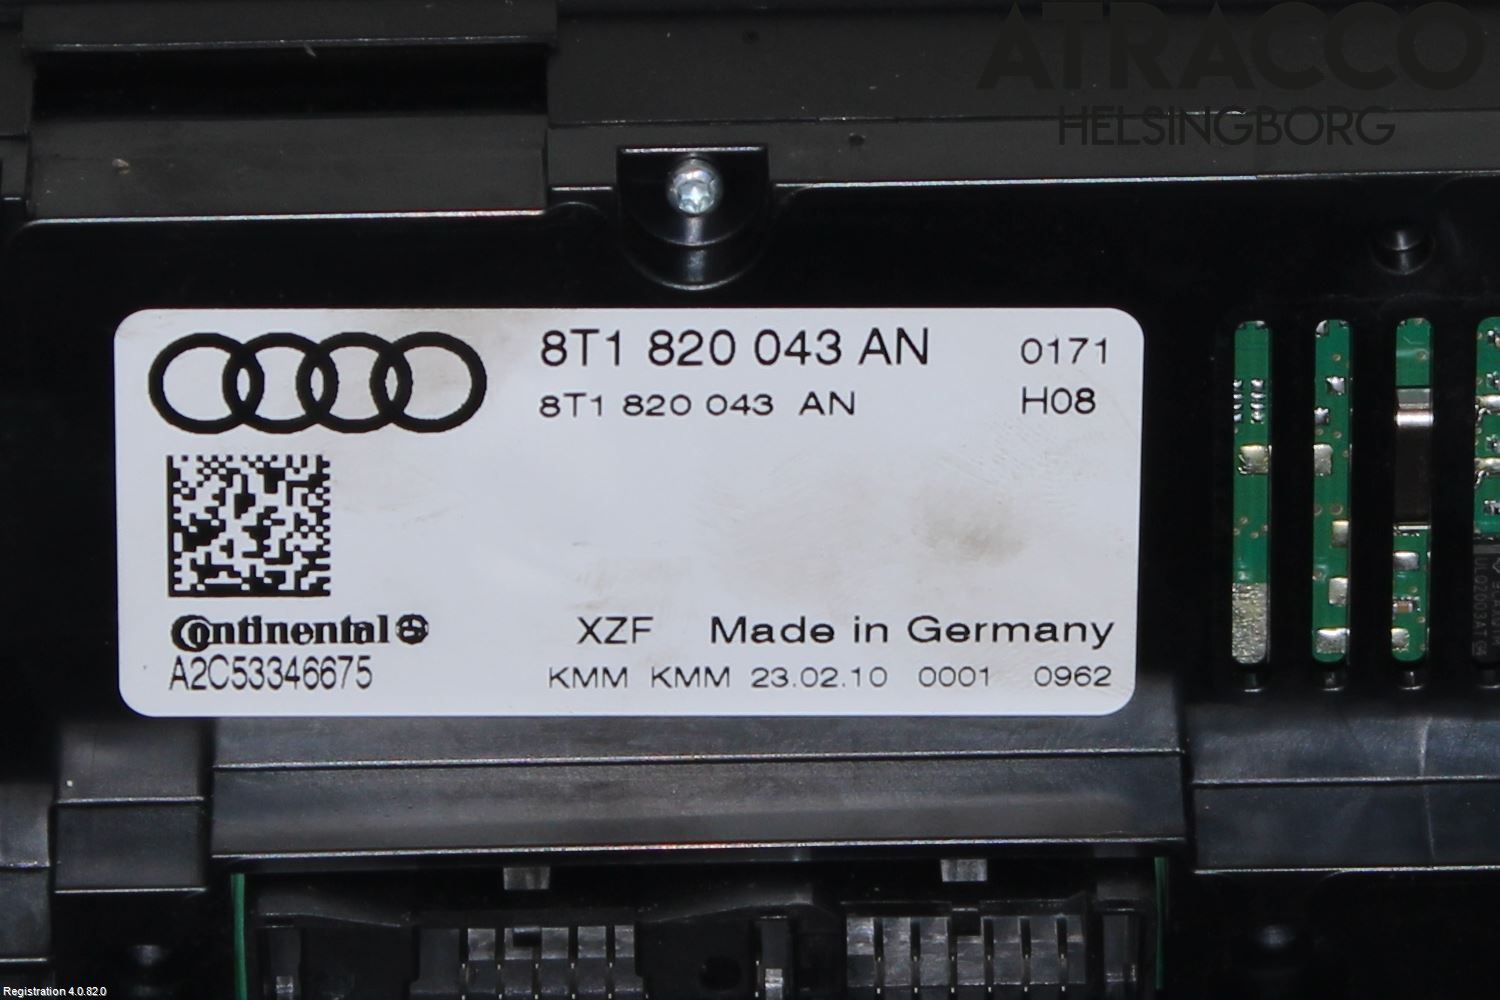 ATRACCO
HELSINGBORG
8T1 820 043 AN 0171
8T1 820 043 AN H08
Continental
XZF Made in Germany
A2C53346675
KMM KMM 23.02.10 0001 0962
Registration 4.0.82.0